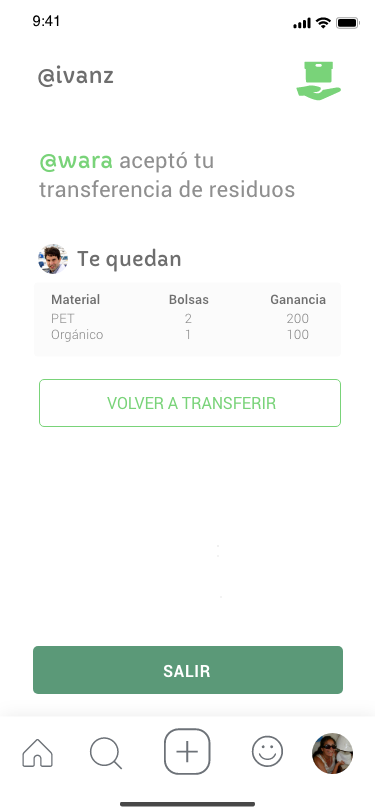 9:41
@ivanz
@wara aceptó tu
transferencia de residuos
Te quedan
Material Bolsas Ganancia
PET 2 200
Orgánico 1 100
VOLVER A TRANSFERIR
SALIR